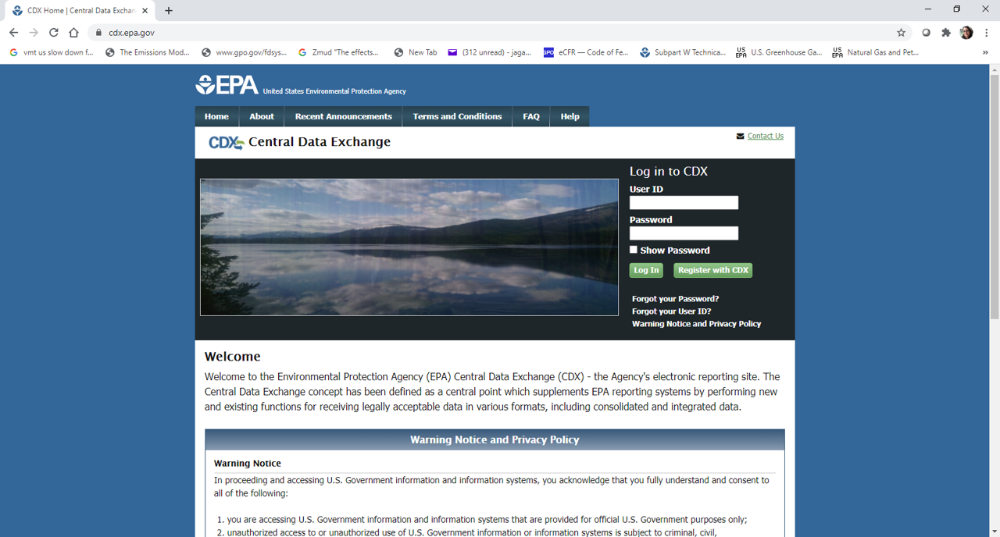 CDX Home | Central Data Exchan
cdx.epa.gov
vmt us slow down f... The Emissions Mod... www.gpo.gov/fdsys... Zmud "The effects... New Tab (312 unread) - jaga... GPO eCFR — Code of Fe... Subpart W Technica... US EPA U.S. Greenhouse Ga... US EPA Natural Gas and Pet... »
EPA United States Environmental Protection Agency
Home About Recent Announcements Terms and Conditions FAQ Help
CDX Central Data Exchange
Contact Us
Log in to CDX
User ID
Password
Show Password
Log In Register with CDX
Forgot your Password?
Forgot your User ID?
Warning Notice and Privacy Policy
Welcome
Welcome to the Environmental Protection Agency (EPA) Central Data Exchange (CDX) - the Agency's electronic reporting site. The
Central Data Exchange concept has been defined as a central point which supplements EPA reporting systems by performing new
and existing functions for receiving legally acceptable data in various formats, including consolidated and integrated data.
Warning Notice and Privacy Policy
Warning Notice
In proceeding and accessing U.S. Government information and information systems, you acknowledge that you fully understand and consent to
all of the following:
1. you are accessing U.S. Government information and information systems that are provided for official U.S. Government purposes only;
2. unauthorized access to or unauthorized use of U.S. Government information or information systems is subject to criminal, civil,